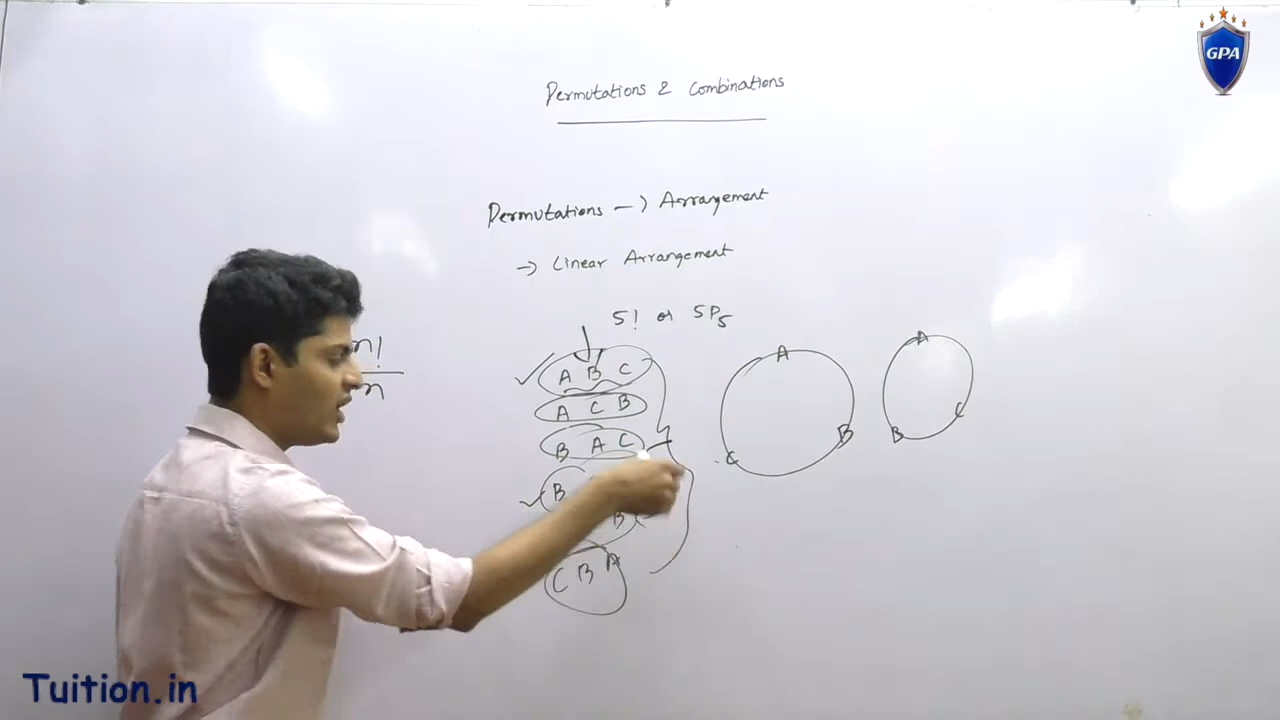 GPA
Permutations & Combinations
Permutations -> Arrangement
-> Linear Arrangement
5! or 5P5
n!
n
A B C
A C B
B A C
B
B
C B A
A
B
C
A
C
B
Tuition.in